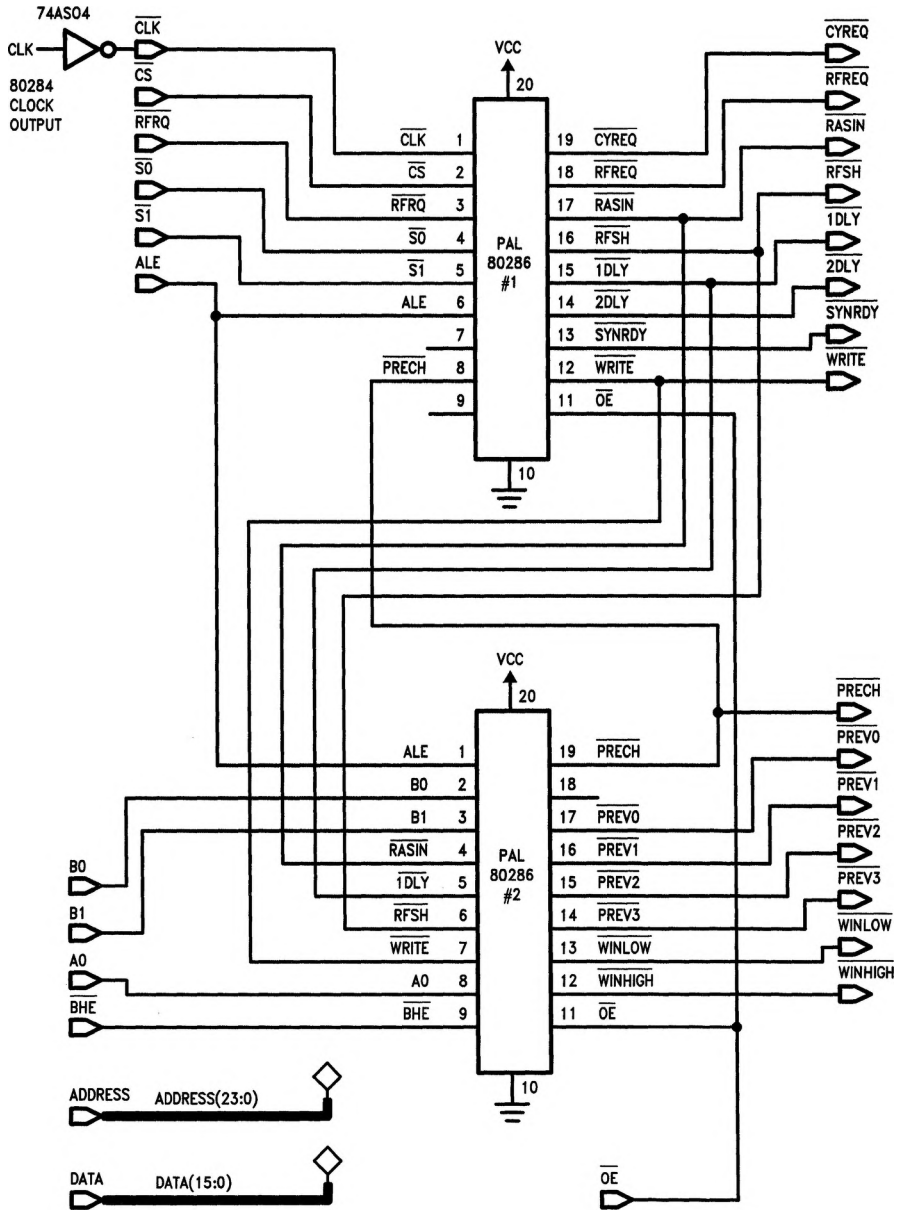 74AS04
CLK
80284
CLOCK
OUTPUT
CLK
CS
RFRQ
S0
S1
ALE
VCC
20
CLK 1
CS 2
RFRQ 3
S0 4
S1 5
ALE 6
7
PRECH 8
9
PAL
80286
#1
19 CYREQ
18 RFREQ
17 RASIN
16 RFSH
15 1DLY
14 2DLY
13 SYNRDY
12 WRITE
11 OE
10
CYREQ
RFREQ
RASIN
RFSH
1DLY
2DLY
SYNRDY
WRITE
VCC
20
ALE 1
B0 2
B1 3
RASIN 4
1DLY 5
RFSH 6
WRITE 7
A0 8
BHE 9
PAL
80286
#2
19 PRECH
18
17 PREV0
16 PREV1
15 PREV2
14 PREV3
13 WINLOW
12 WINHIGH
11 OE
10
PRECH
PREV0
PREV1
PREV2
PREV3
WINLOW
WINHIGH
B0
B1
A0
BHE
ADDRESS ADDRESS(23:0)
DATA DATA(15:0)
OE